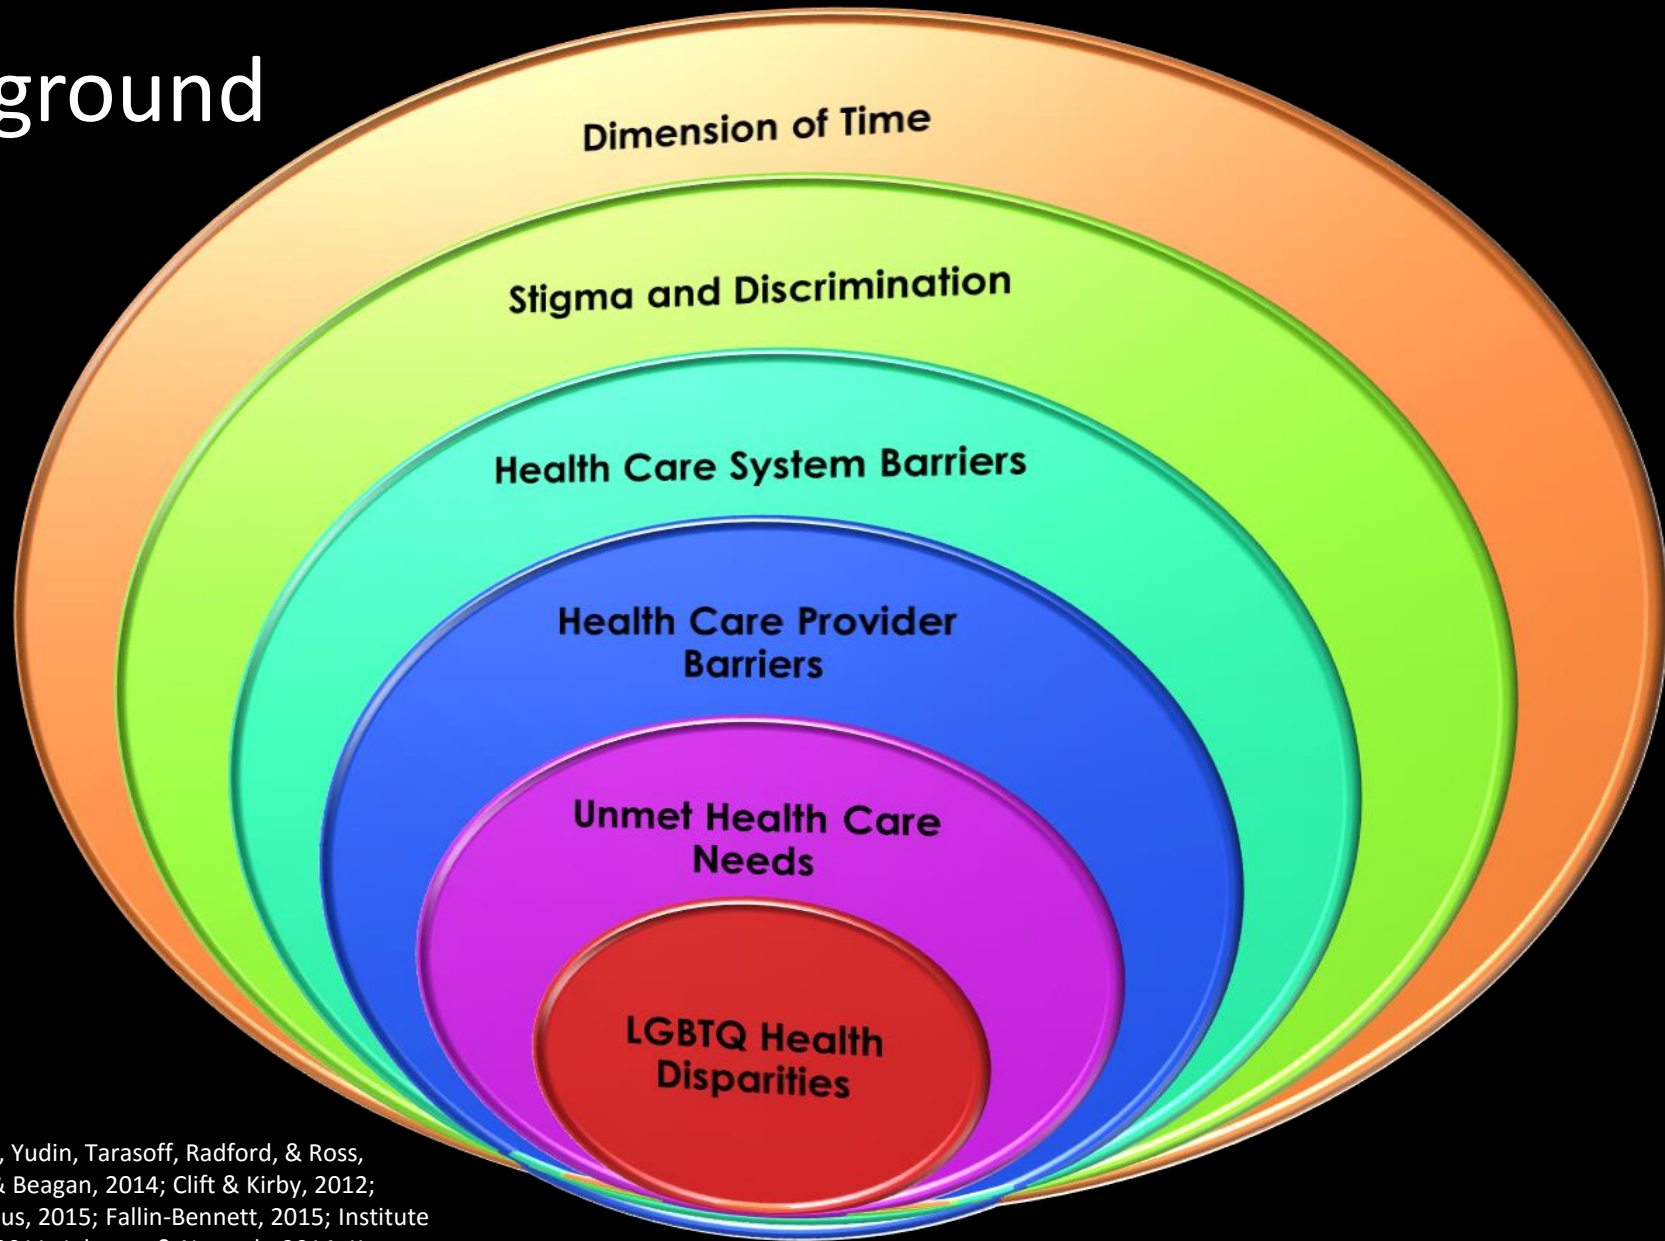 ground
Dimension of Time
Stigma and Discrimination
Health Care System Barriers
Health Care Provider
Barriers
Unmet Health Care
Needs
LGBTQ Health
Disparities
, Yudin, Tarasoff, Radford, & Ross,
& Beagan, 2014; Clift & Kirby, 2012;
us, 2015; Fallin-Bennett, 2015; Institute